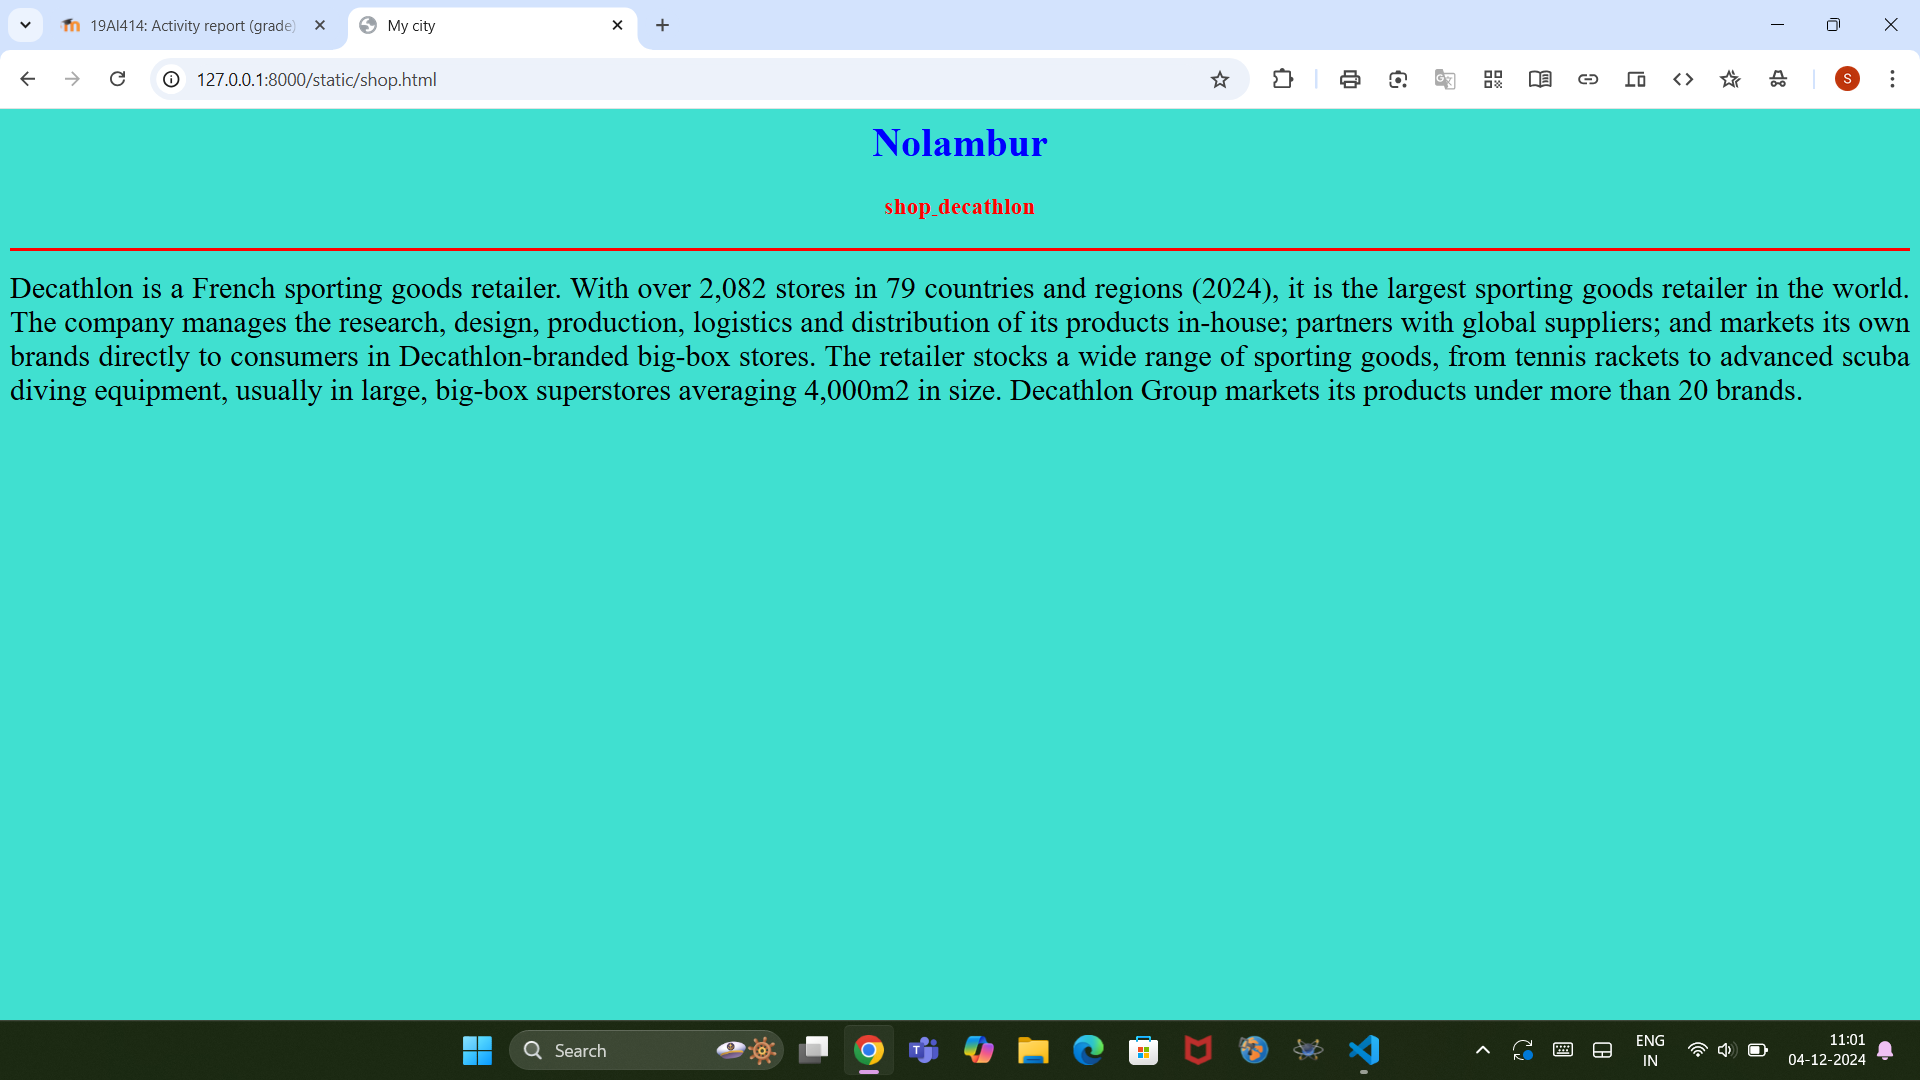 19AI414: Activity report (grade)
My city
127.0.0.1:8000/static/shop.html
S
Nolambur
shop_decathlon
Decathlon is a French sporting goods retailer. With over 2,082 stores in 79 countries and regions (2024), it is the largest sporting goods retailer in the world.
The company manages the research, design, production, logistics and distribution of its products in-house; partners with global suppliers; and markets its own
brands directly to consumers in Decathlon-branded big-box stores. The retailer stocks a wide range of sporting goods, from tennis rackets to advanced scuba
diving equipment, usually in large, big-box superstores averaging 4,000m2 in size. Decathlon Group markets its products under more than 20 brands.
Search
ENG
IN
11:01
04-12-2024